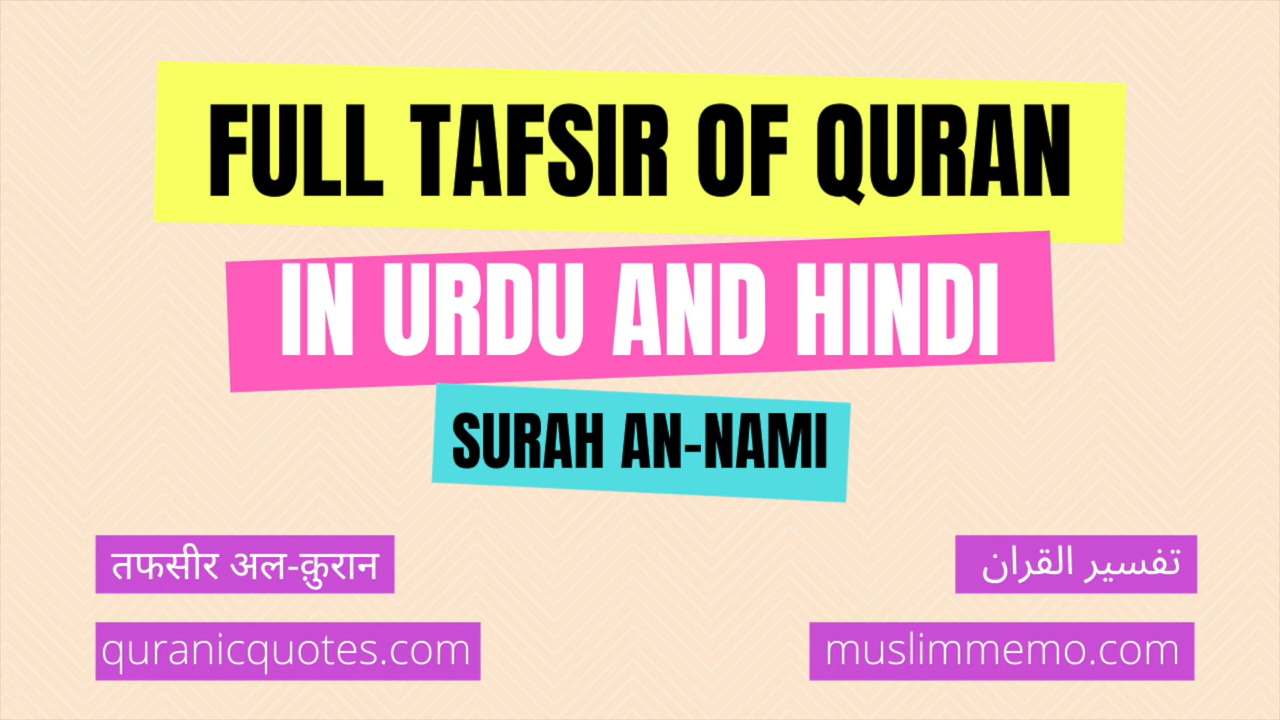 FULL TAFSIR OF QURAN
IN URDU AND HINDI
SURAH AN-NAMI
तफसीर अल-क़ुरान
تفسير القران
quranicquotes.com
muslimmemo.com